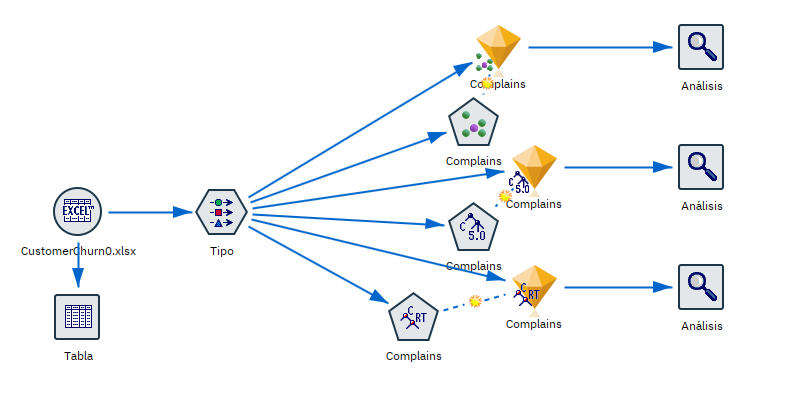 Complains
Análisis
Complains
C
5.0
Complains
Análisis
EXCEL™
CustomerChurn0.xlsx
Tipo
C
5.0
Complains
C
RT
Complains
Análisis
C
RT
Complains
Tabla